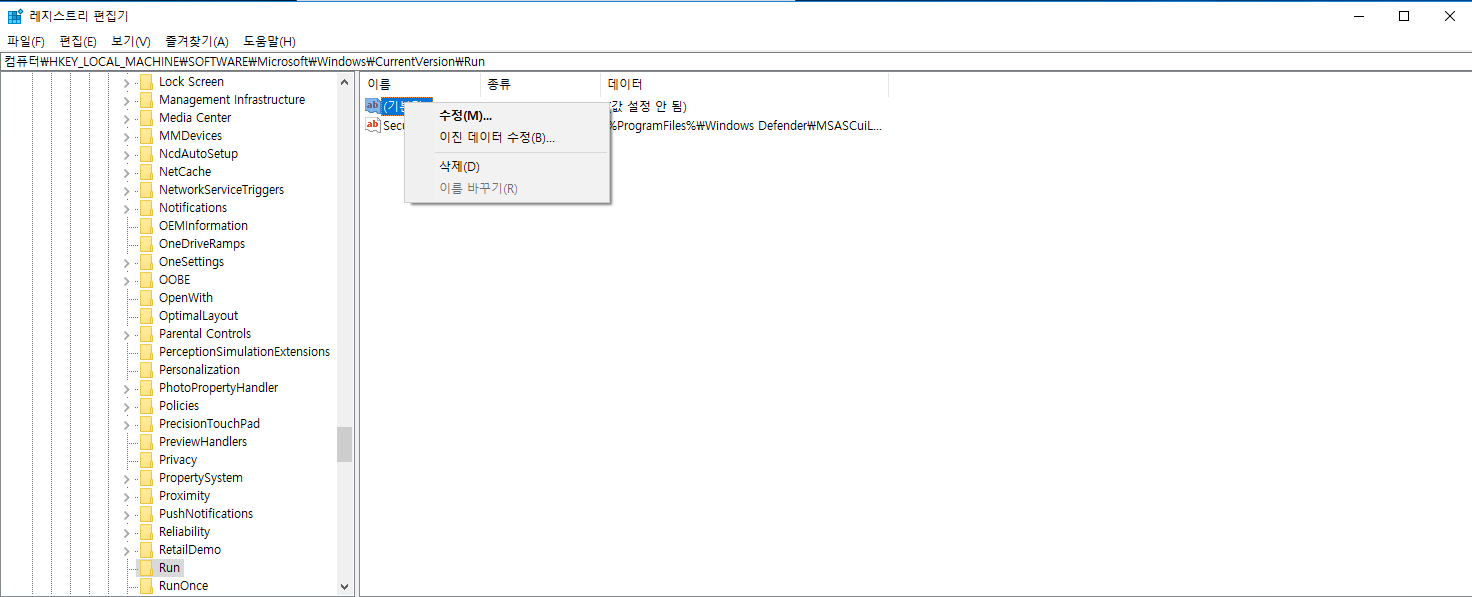 레지스트리 편집기
파일(F) 편집(E) 보기(V) 즐겨찾기(A) 도움말(H)
컴퓨터₩HKEY_LOCAL_MACHINE₩SOFTWARE₩Microsoft₩Windows₩CurrentVersion₩Run
Lock Screen
Management Infrastructure
Media Center
MMDevices
NcdAutoSetup
NetCache
NetworkServiceTriggers
Notifications
OEMInformation
OneDriveRamps
OneSettings
OOBE
OpenWith
OptimalLayout
Parental Controls
PerceptionSimulationExtensions
Personalization
PhotoPropertyHandler
Policies
PrecisionTouchPad
PreviewHandlers
Privacy
PropertySystem
Proximity
PushNotifications
Reliability
RetailDemo
Run
RunOnce
이름 종류 데이터
ab 값 설정 안 됨)
ab Secu %ProgramFiles%₩Windows Defender₩MSASCuiL...
수정(M)...
이진 데이터 수정(B)...
삭제(D)
이름 바꾸기(R)